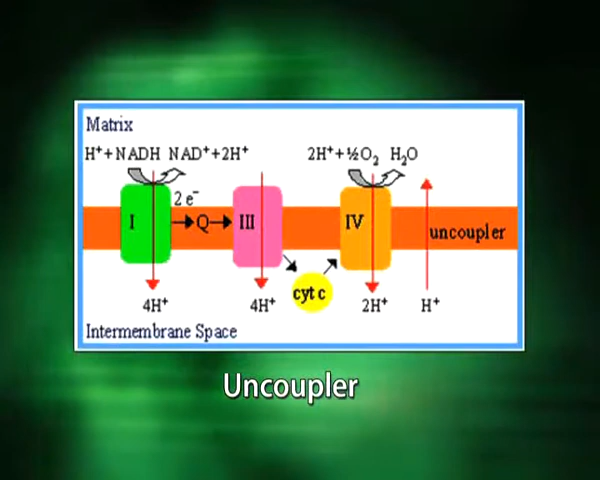 Matrix
H⁺+NADH NAD⁺+2H⁺ 2H⁺+½O₂ H₂O
2 e⁻
I Q III IV uncoupler
cyt c
4H⁺ 4H⁺ 2H⁺ H⁺
Intermembrane Space
Uncoupler